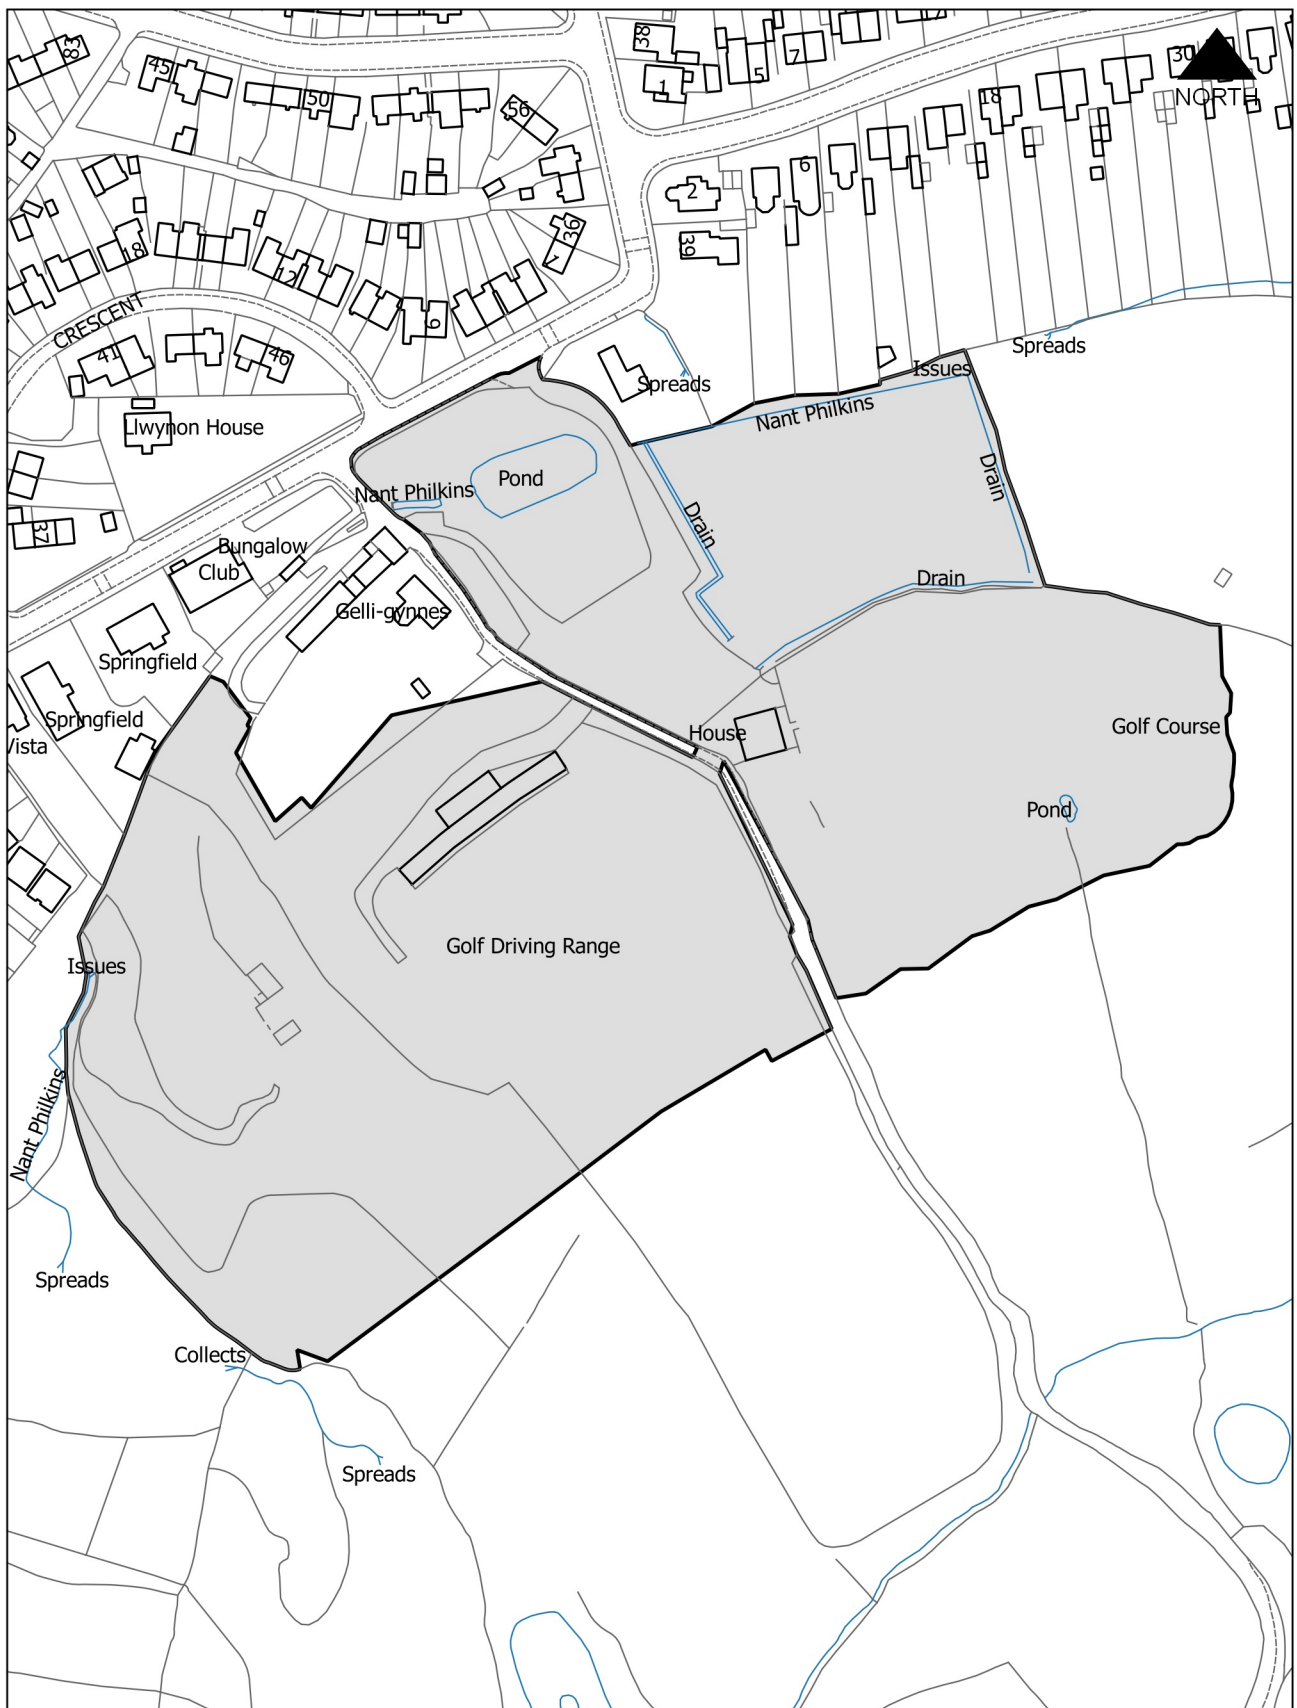 83
38
7
5
1
30
NORTH
45
50
56
18
6
2
36
39
1
18
12
9
CRESCENT
41
46
Spreads
Issues
Spreads
Nant Philkins
Llwynon House
Pond
Nant Philkins
Drain
Drain
37
Bungalow
Club
Drain
Gelli-gynnes
Springfield
Springfield
Vista
House
Golf Course
Pond
Golf Driving Range
Issues
Nant Philkins
Spreads
Collects
Spreads